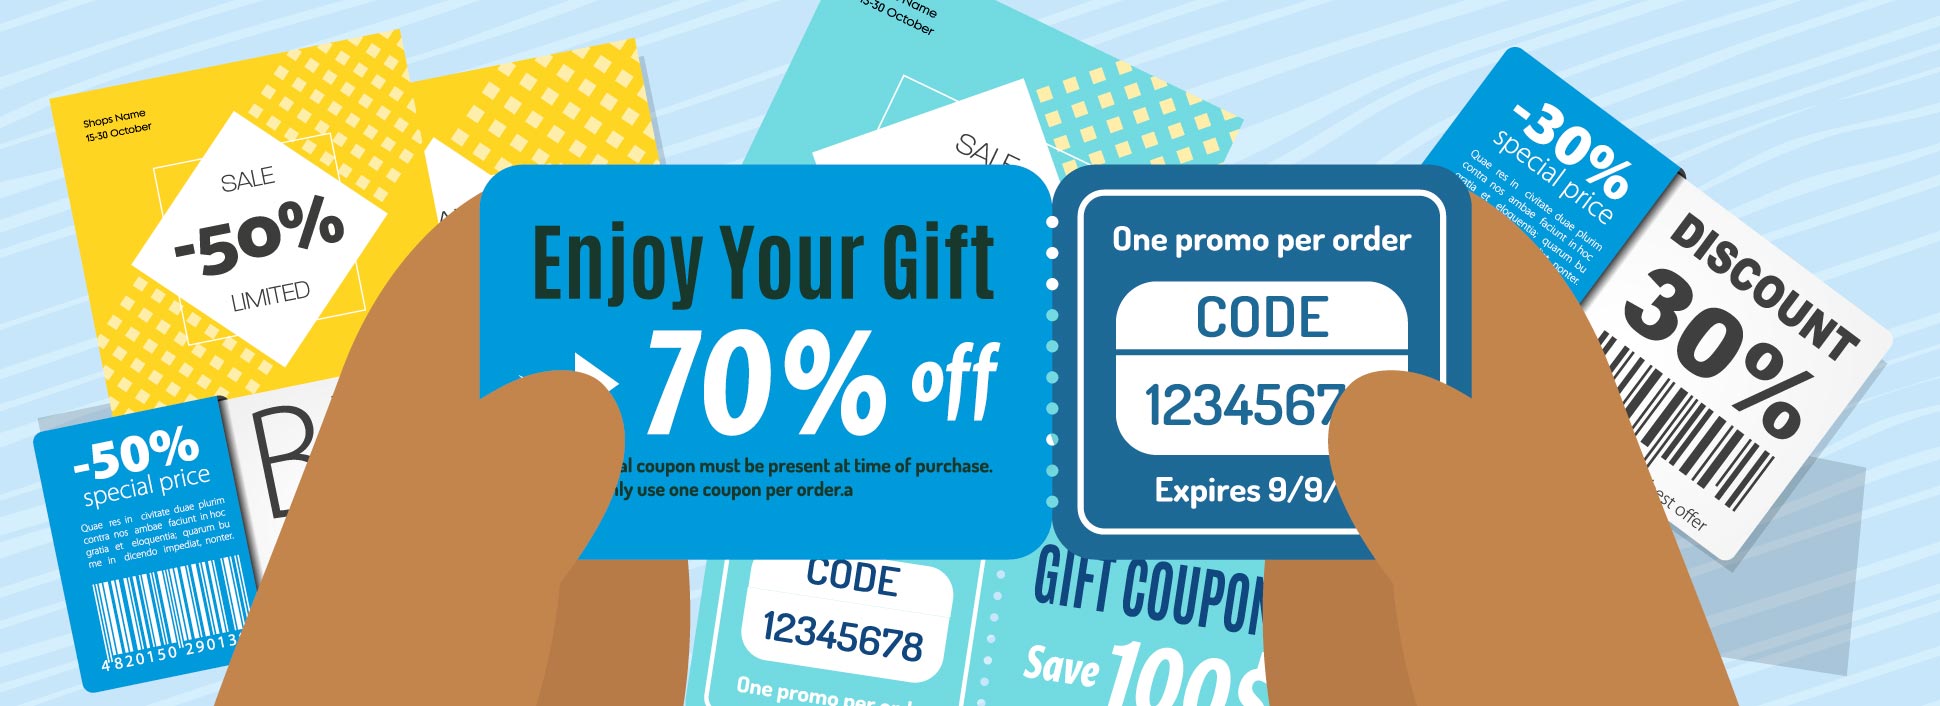 Shops Name
15-30 October
SALE
-50%
LIMITED
Name
15-30 October
SALE
-30%
special price
Quae res in civitate duae plurim
contra nos ambae faciunt in hoc
gratia et eloquentia; quarum bu
nonter.
DISCOUNT
30%
est offer
Enjoy Your Gift
70% off
al coupon must be present at time of purchase.
ly use one coupon per order.a
One promo per order
CODE
1234567
Expires 9/9/
-50%
special price
Quae res in civitate duae plurim
contra nos ambae faciunt in hoc
gratia et eloquentia; quarum bu
me in dicendo impediat, nonter.
4820150 29013
B
CODE
12345678
One promo per ord
GIFT COUPON
Save 100$